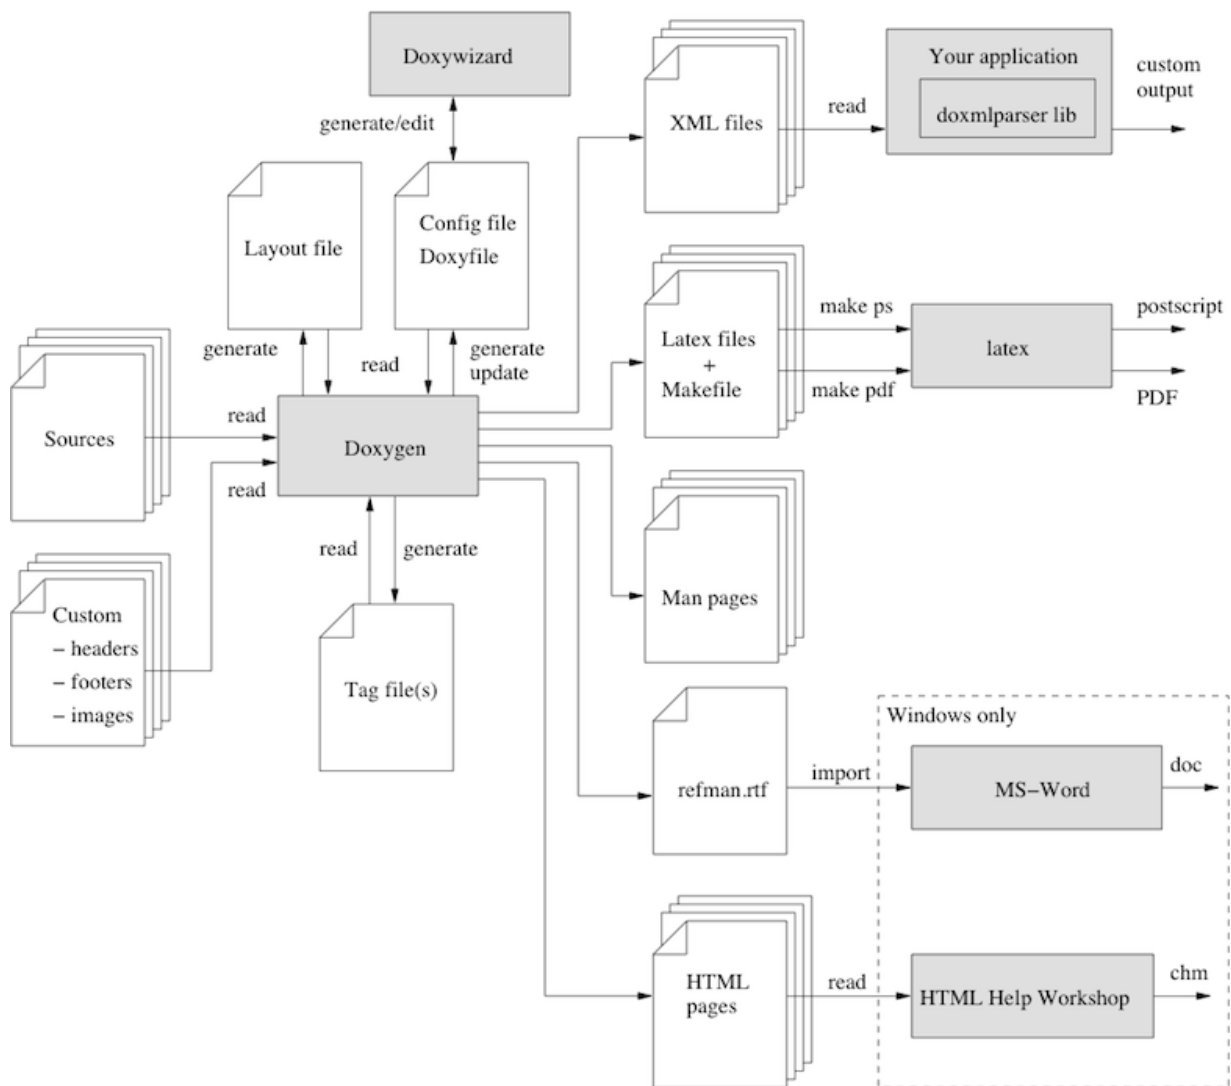 Doxywizard
generate/edit
Layout file
Config file
Doxyfile
generate
read
generate
update
Sources
read
Doxygen
read
Custom
– headers
– footers
– images
read
generate
Tag file(s)
XML files
read
Your application
doxmlparser lib
custom
output
Latex files
+
Makefile
make ps
make pdf
latex
postscript
PDF
Man pages
refman.rtf
import
Windows only
MS–Word
doc
HTML
pages
read
HTML Help Workshop
chm